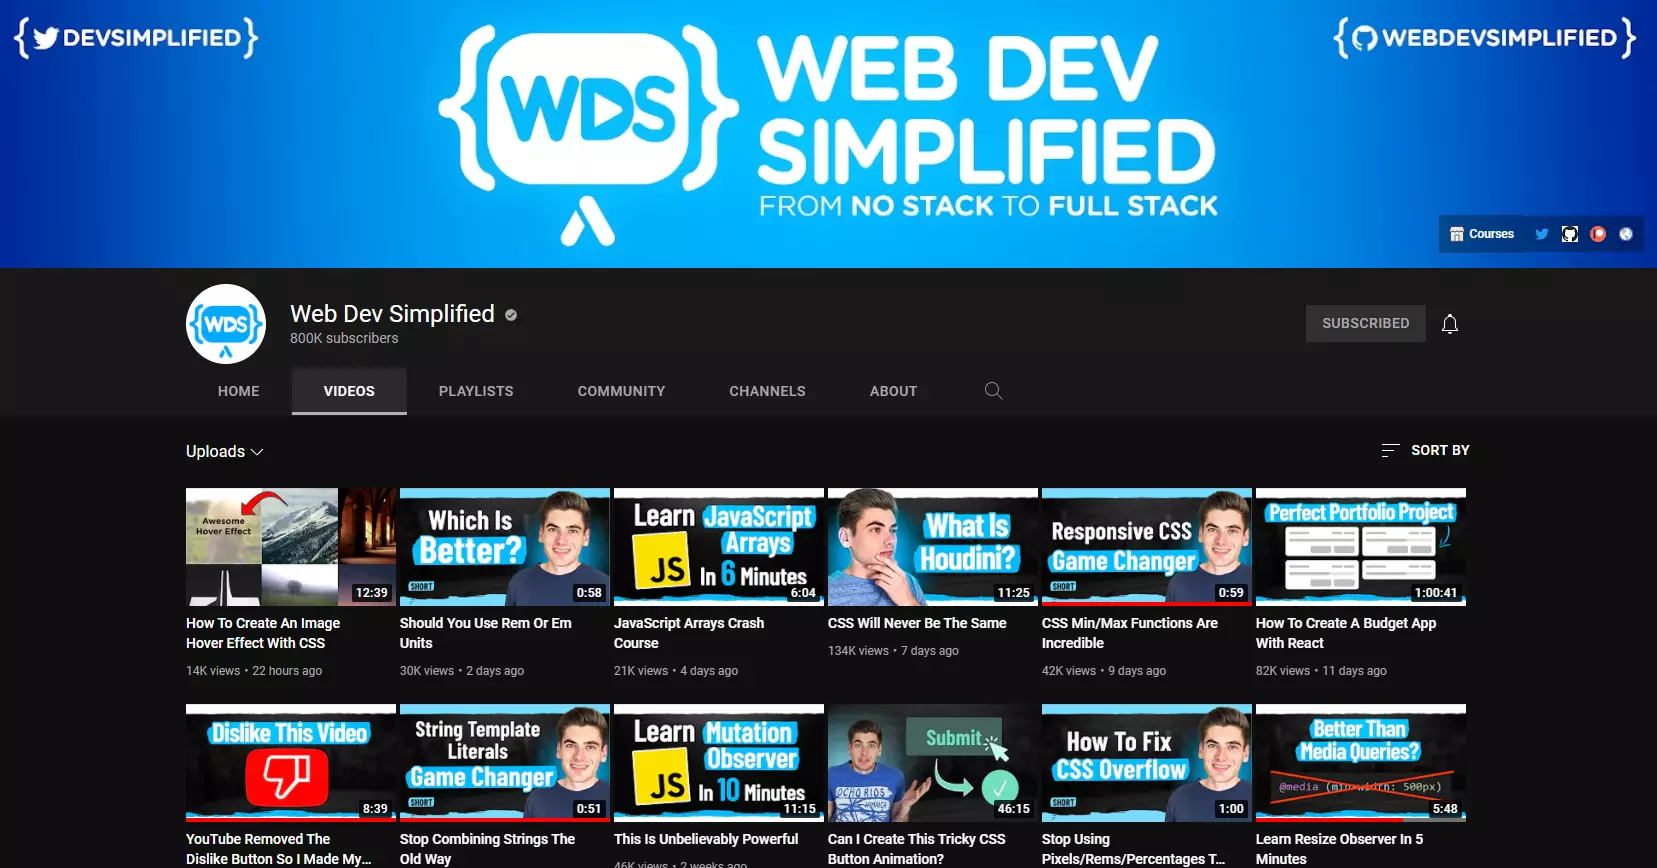 {DEVSIMPLIFIED}
{WEBDEVSIMPLIFIED}
{WDS}
WEB DEV
SIMPLIFIED
FROM NO STACK TO FULL STACK
Courses
{WDS}
Web Dev Simplified
800K subscribers
SUBSCRIBED
HOME
VIDEOS
PLAYLISTS
COMMUNITY
CHANNELS
ABOUT
Uploads
SORT BY
Awesome
Hover Effect
12:39
How To Create An Image
Hover Effect With CSS
14K views • 22 hours ago
Which Is
Better?
SHORT
0:58
Should You Use Rem Or Em
Units
30K views • 2 days ago
Learn JavaScript
Arrays
JS
In 6 Minutes
6:04
JavaScript Arrays Crash
Course
21K views • 4 days ago
What Is
Houdini?
11:25
CSS Will Never Be The Same
134K views • 7 days ago
Responsive CSS
Game Changer
SHORT
0:59
CSS Min/Max Functions Are
Incredible
42K views • 9 days ago
Perfect Portfolio Project
1:00:41
How To Create A Budget App
With React
82K views • 11 days ago
Dislike This Video
8:39
YouTube Removed The
Dislike Button So I Made My...
String Template
Literals
Game Changer
SHORT
0:51
Stop Combining Strings The
Old Way
Learn Mutation
Observer
JS
In 10 Minutes
11:15
This Is Unbelievably Powerful
46K views • 2 weeks ago
Submit
OCHO RIOS
JAMAICA
46:15
Can I Create This Tricky CSS
Button Animation?
How To Fix
CSS Overflow
SHORT
1:00
Stop Using
Pixels/Rems/Percentages T...
Better Than
Media Queries?
@media (min-width: 500px)
5:48
Learn Resize Observer In 5
Minutes